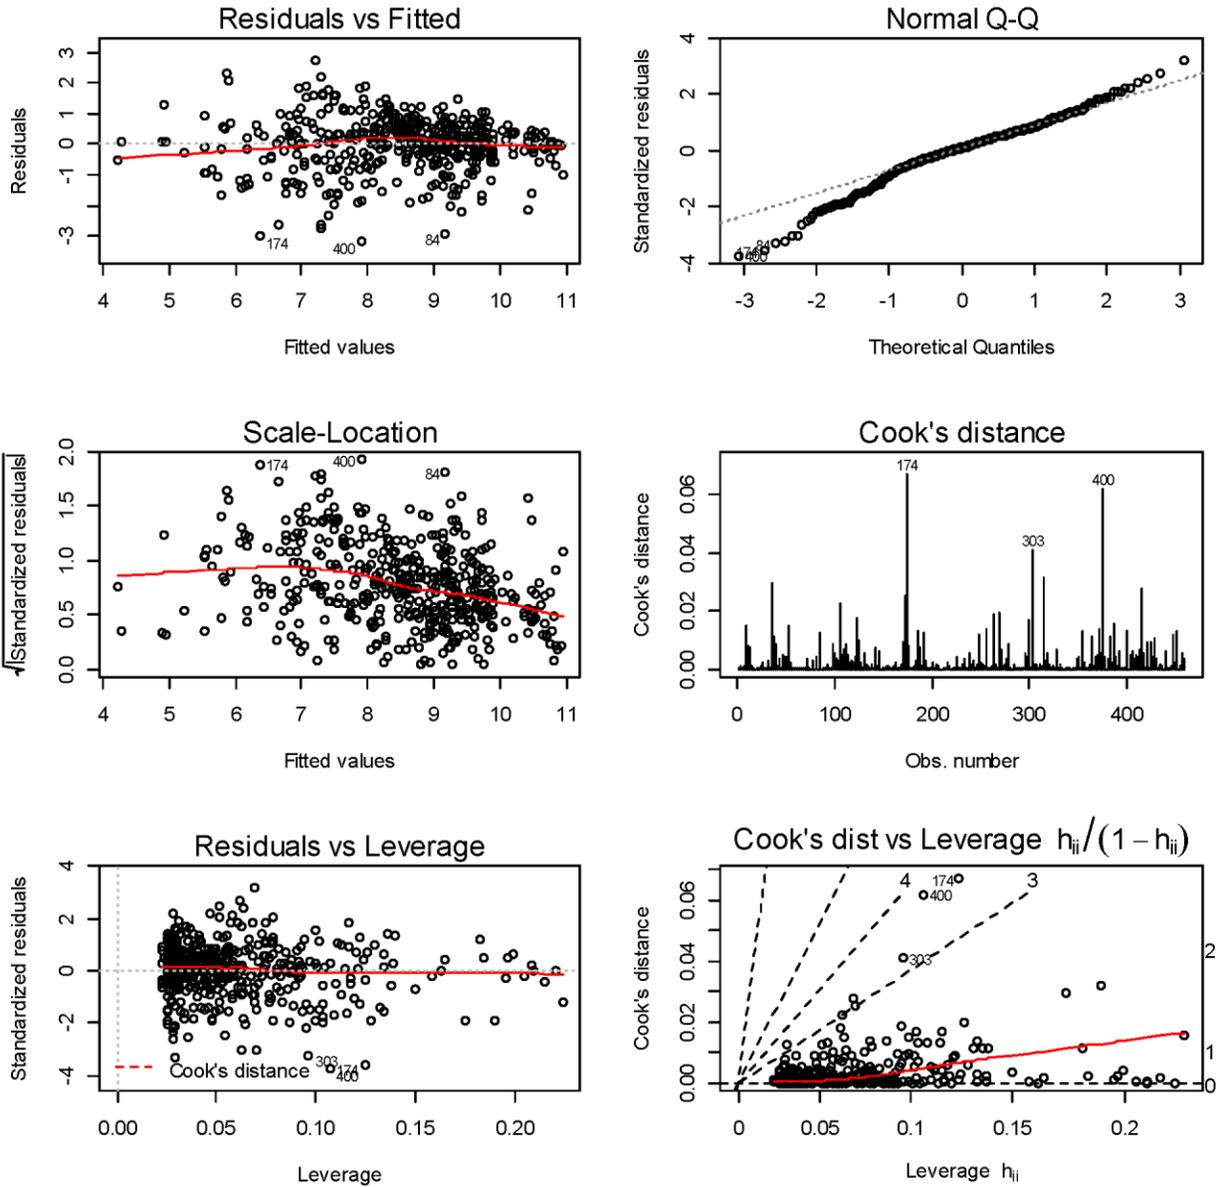 Residuals vs Fitted
Residuals
3
2
1
0
-1
-3
174
400
84
4 5 6 7 8 9 10 11
Fitted values
Normal Q-Q
Standardized residuals
4
2
0
-2
-4
84
174
400
-3 -2 -1 0 1 2 3
Theoretical Quantiles
Scale-Location
√|Standardized residuals|
2.0
1.5
1.0
0.5
0.0
174
400
84
4 5 6 7 8 9 10 11
Fitted values
Cook's distance
Cook's distance
0.06
0.04
0.02
0.00
174
400
303
0 100 200 300 400
Obs. number
Residuals vs Leverage
Standardized residuals
4
2
0
-2
-4
Cook's distance
303
174
400
0.00 0.05 0.10 0.15 0.20
Leverage
Cook's dist vs Leverage hii/(1 − hii)
Cook's distance
0.06
0.04
0.02
0.00
4
174
3
400
303
2
1
0
0 0.05 0.1 0.15 0.2
Leverage hii